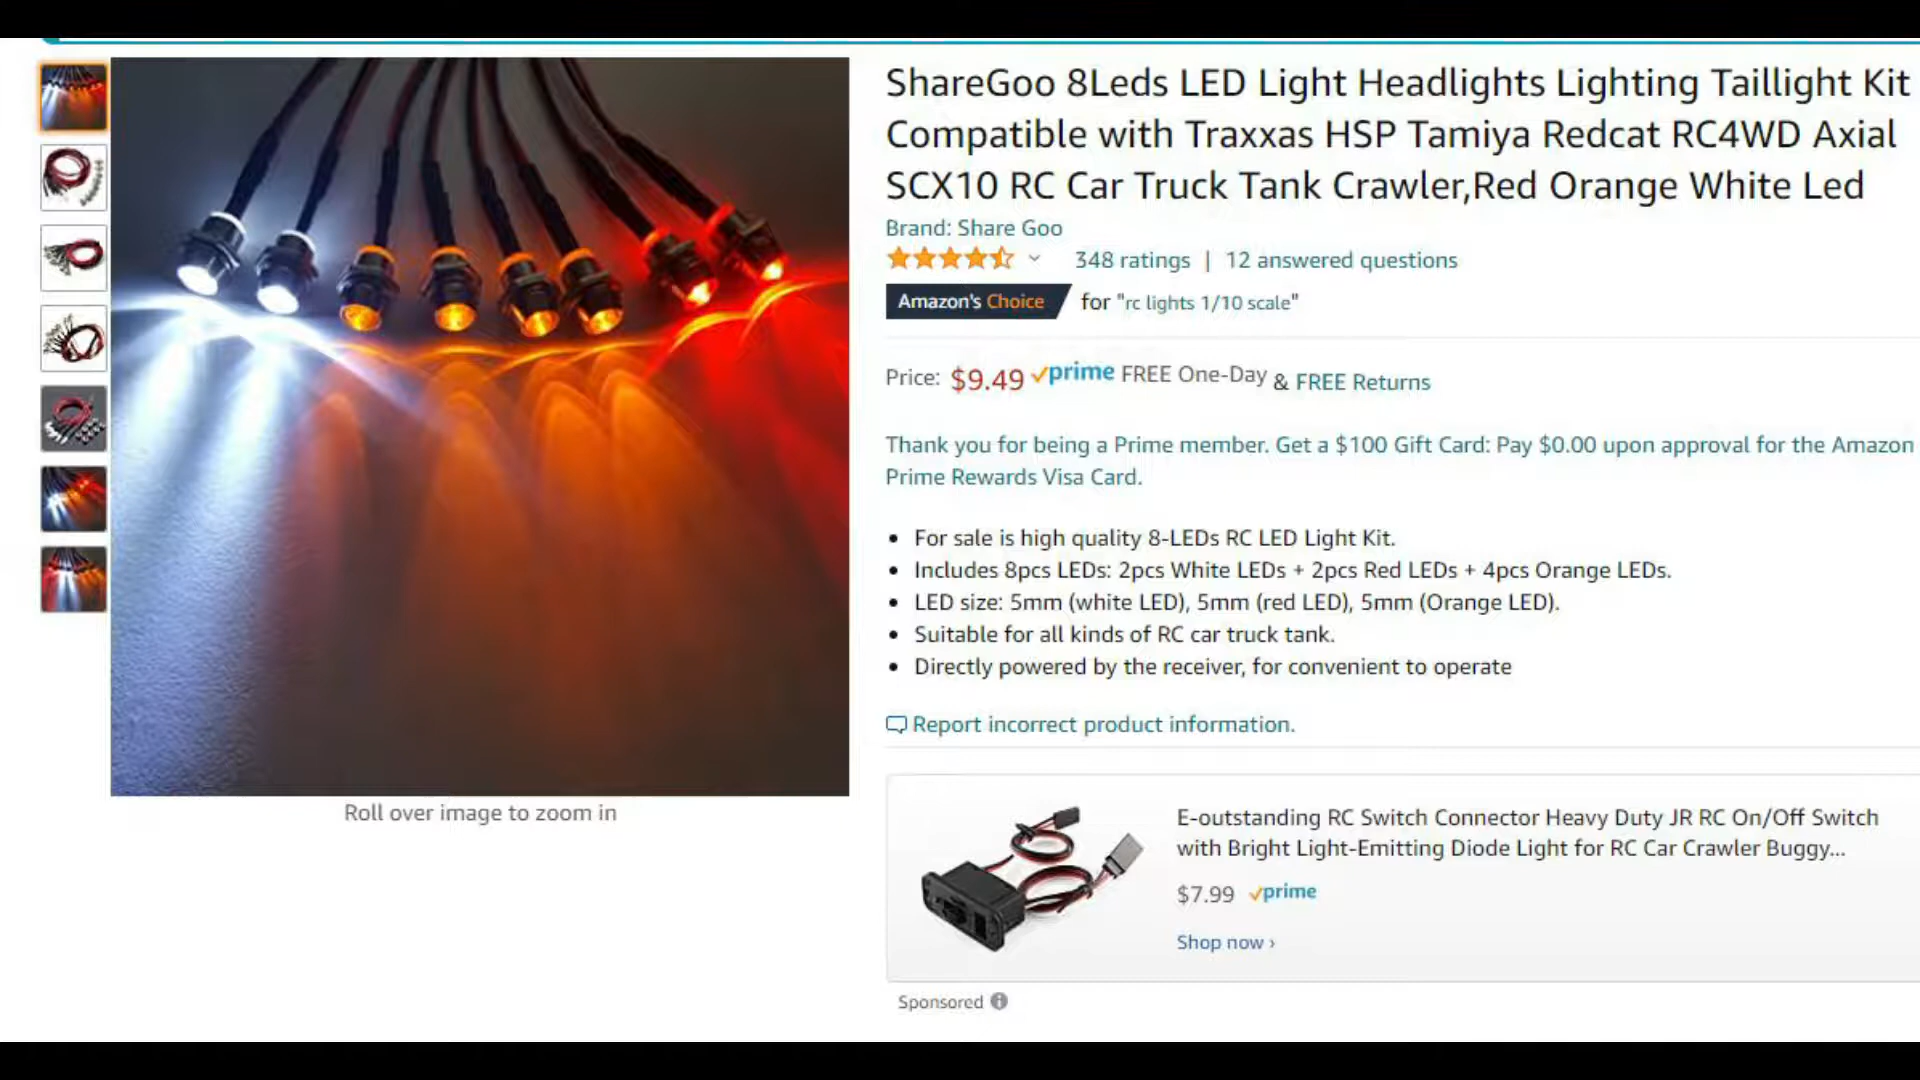 ShareGoo 8Leds LED Light Headlights Lighting Taillight Kit
Compatible with Traxxas HSP Tamiya Redcat RC4WD Axial
SCX10 RC Car Truck Tank Crawler,Red Orange White Led
Brand: Share Goo
348 ratings | 12 answered questions
Amazon's Choice for "rc lights 1/10 scale"
Price: $9.49 prime FREE One-Day & FREE Returns
Thank you for being a Prime member. Get a $100 Gift Card: Pay $0.00 upon approval for the Amazon
Prime Rewards Visa Card.
• For sale is high quality 8-LEDs RC LED Light Kit.
• Includes 8pcs LEDs: 2pcs White LEDs + 2pcs Red LEDs + 4pcs Orange LEDs.
• LED size: 5mm (white LED), 5mm (red LED), 5mm (Orange LED).
• Suitable for all kinds of RC car truck tank.
• Directly powered by the receiver, for convenient to operate
Report incorrect product information.
Roll over image to zoom in
E-outstanding RC Switch Connector Heavy Duty JR RC On/Off Switch
with Bright Light-Emitting Diode Light for RC Car Crawler Buggy...
$7.99 prime
Shop now ›
Sponsored